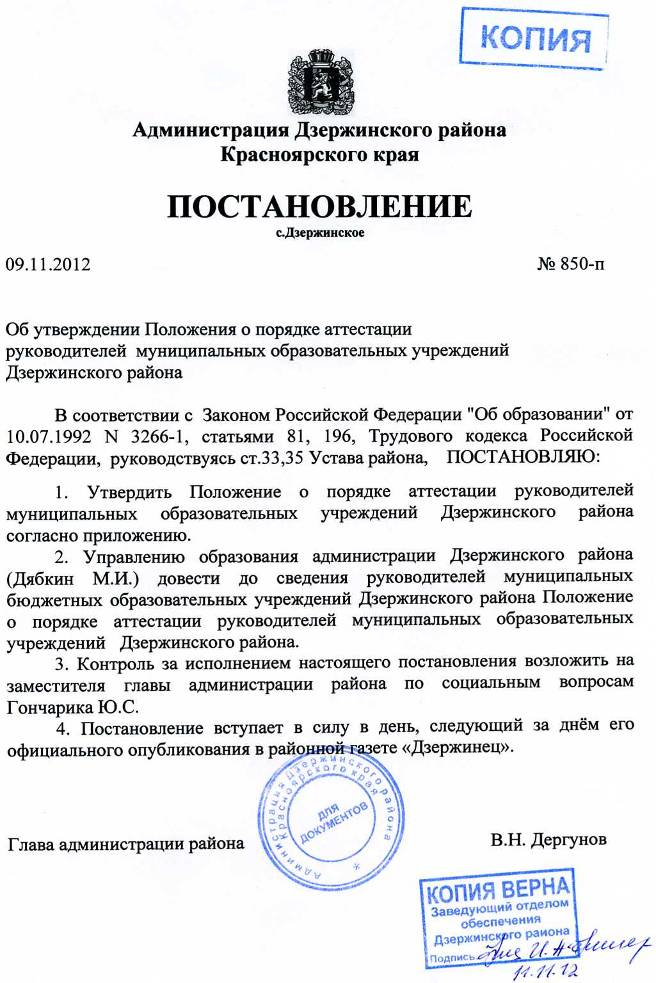 КОПИЯ
Администрация Дзержинского района
Красноярского края
ПОСТАНОВЛЕНИЕ
с.Дзержинское
09.11.2012 № 850-п
Об утверждении Положения о порядке аттестации
руководителей муниципальных образовательных учреждений
Дзержинского района
В соответствии с Законом Российской Федерации "Об образовании" от
10.07.1992 N 3266-1, статьями 81, 196, Трудового кодекса Российской
Федерации, руководствуясь ст.33,35 Устава района, ПОСТАНОВЛЯЮ:
1. Утвердить Положение о порядке аттестации руководителей
муниципальных образовательных учреждений Дзержинского района
согласно приложению.
2. Управлению образования администрации Дзержинского района
(Дябкин М.И.) довести до сведения руководителей муниципальных
бюджетных образовательных учреждений Дзержинского района Положение
о порядке аттестации руководителей муниципальных образовательных
учреждений Дзержинского района.
3. Контроль за исполнением настоящего постановления возложить на
заместителя главы администрации района по социальным вопросам
Гончарика Ю.С.
4. Постановление вступает в силу в день, следующий за днём его
официального опубликования в районной газете «Дзержинец».
Администрация Дзержинского района
Красноярского края
ДЛЯ
ДОКУМЕНТОВ
Глава администрации района В.Н. Дергунов
КОПИЯ ВЕРНА
Заведующий отделом
обеспечения
Дзержинского района
Подпись
11.11.12